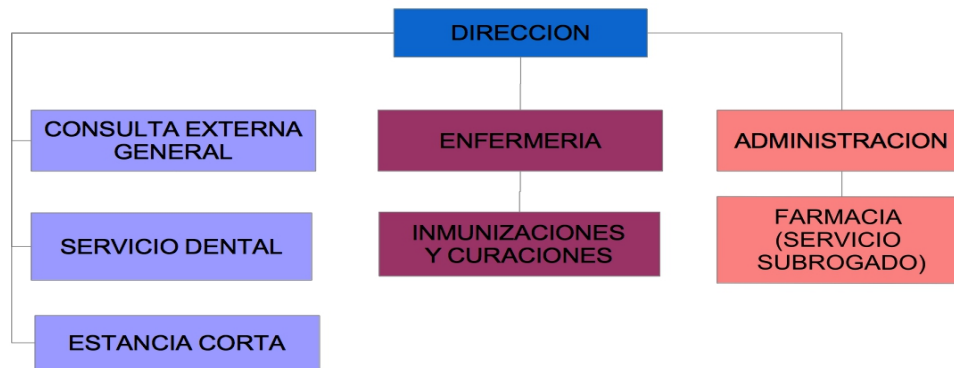 DIRECCION
CONSULTA EXTERNA
GENERAL
ENFERMERIA
ADMINISTRACION
SERVICIO DENTAL
INMUNIZACIONES
Y CURACIONES
FARMACIA
(SERVICIO
SUBROGADO)
ESTANCIA CORTA